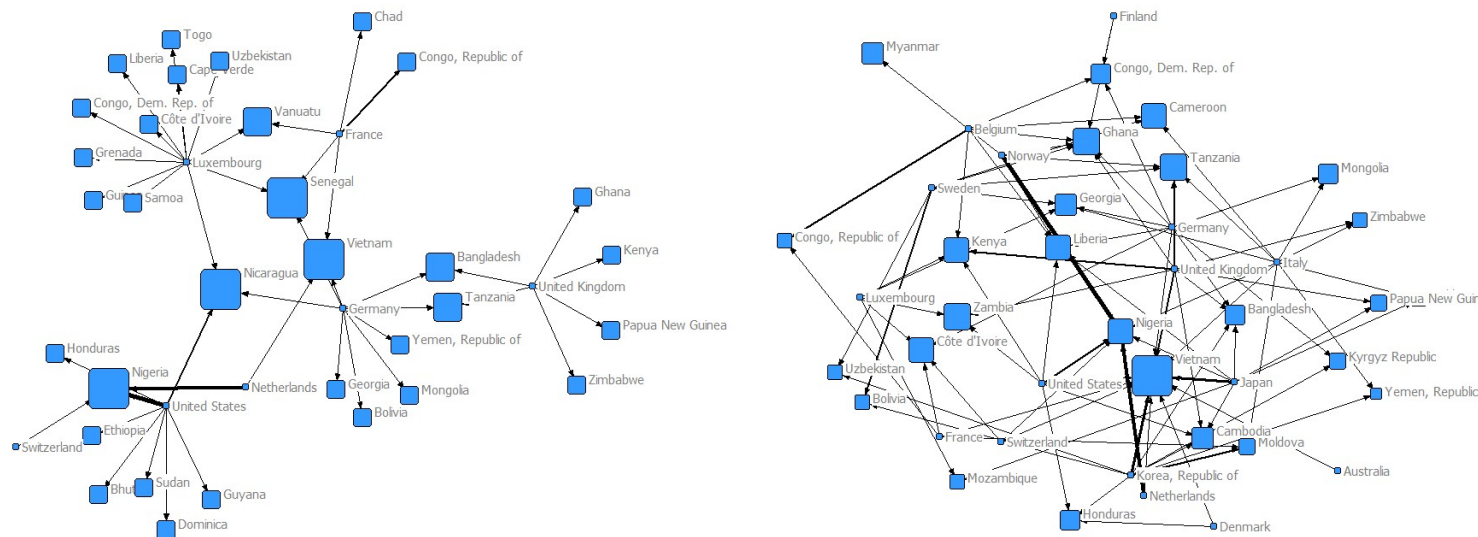 Chad
Togo
Liberia
Uzbekistan
Congo, Republic of
Cape Verde
Congo, Dem. Rep. of
Vanuatu
Côte d'Ivoire
France
Grenada
Luxembourg
Senegal
Samoa
Ghana
Vietnam
Bangladesh
Kenya
Nicaragua
United Kingdom
Tanzania
Germany
Papua New Guinea
Yemen, Republic of
Honduras
Nigeria
Netherlands
Georgia
Mongolia
Zimbabwe
United States
Bolivia
Ethiopia
Switzerland
Sudan
Guyana
Dominica
Finland
Myanmar
Congo, Dem. Rep. of
Cameroon
Belgium
Ghana
Norway
Tanzania
Mongolia
Sweden
Georgia
Zimbabwe
Germany
Congo, Republic of
Kenya
Liberia
Italy
United Kingdom
Luxembourg
Zambia
Papua New Guin
Bangladesh
Nigeria
Côte d'Ivoire
Vietnam
Kyrgyz Republic
Uzbekistan
United States
Japan
Yemen, Republic
Bolivia
Cambodia
France
Switzerland
Moldova
Australia
Mozambique
Korea, Republic of
Netherlands
Honduras
Denmark